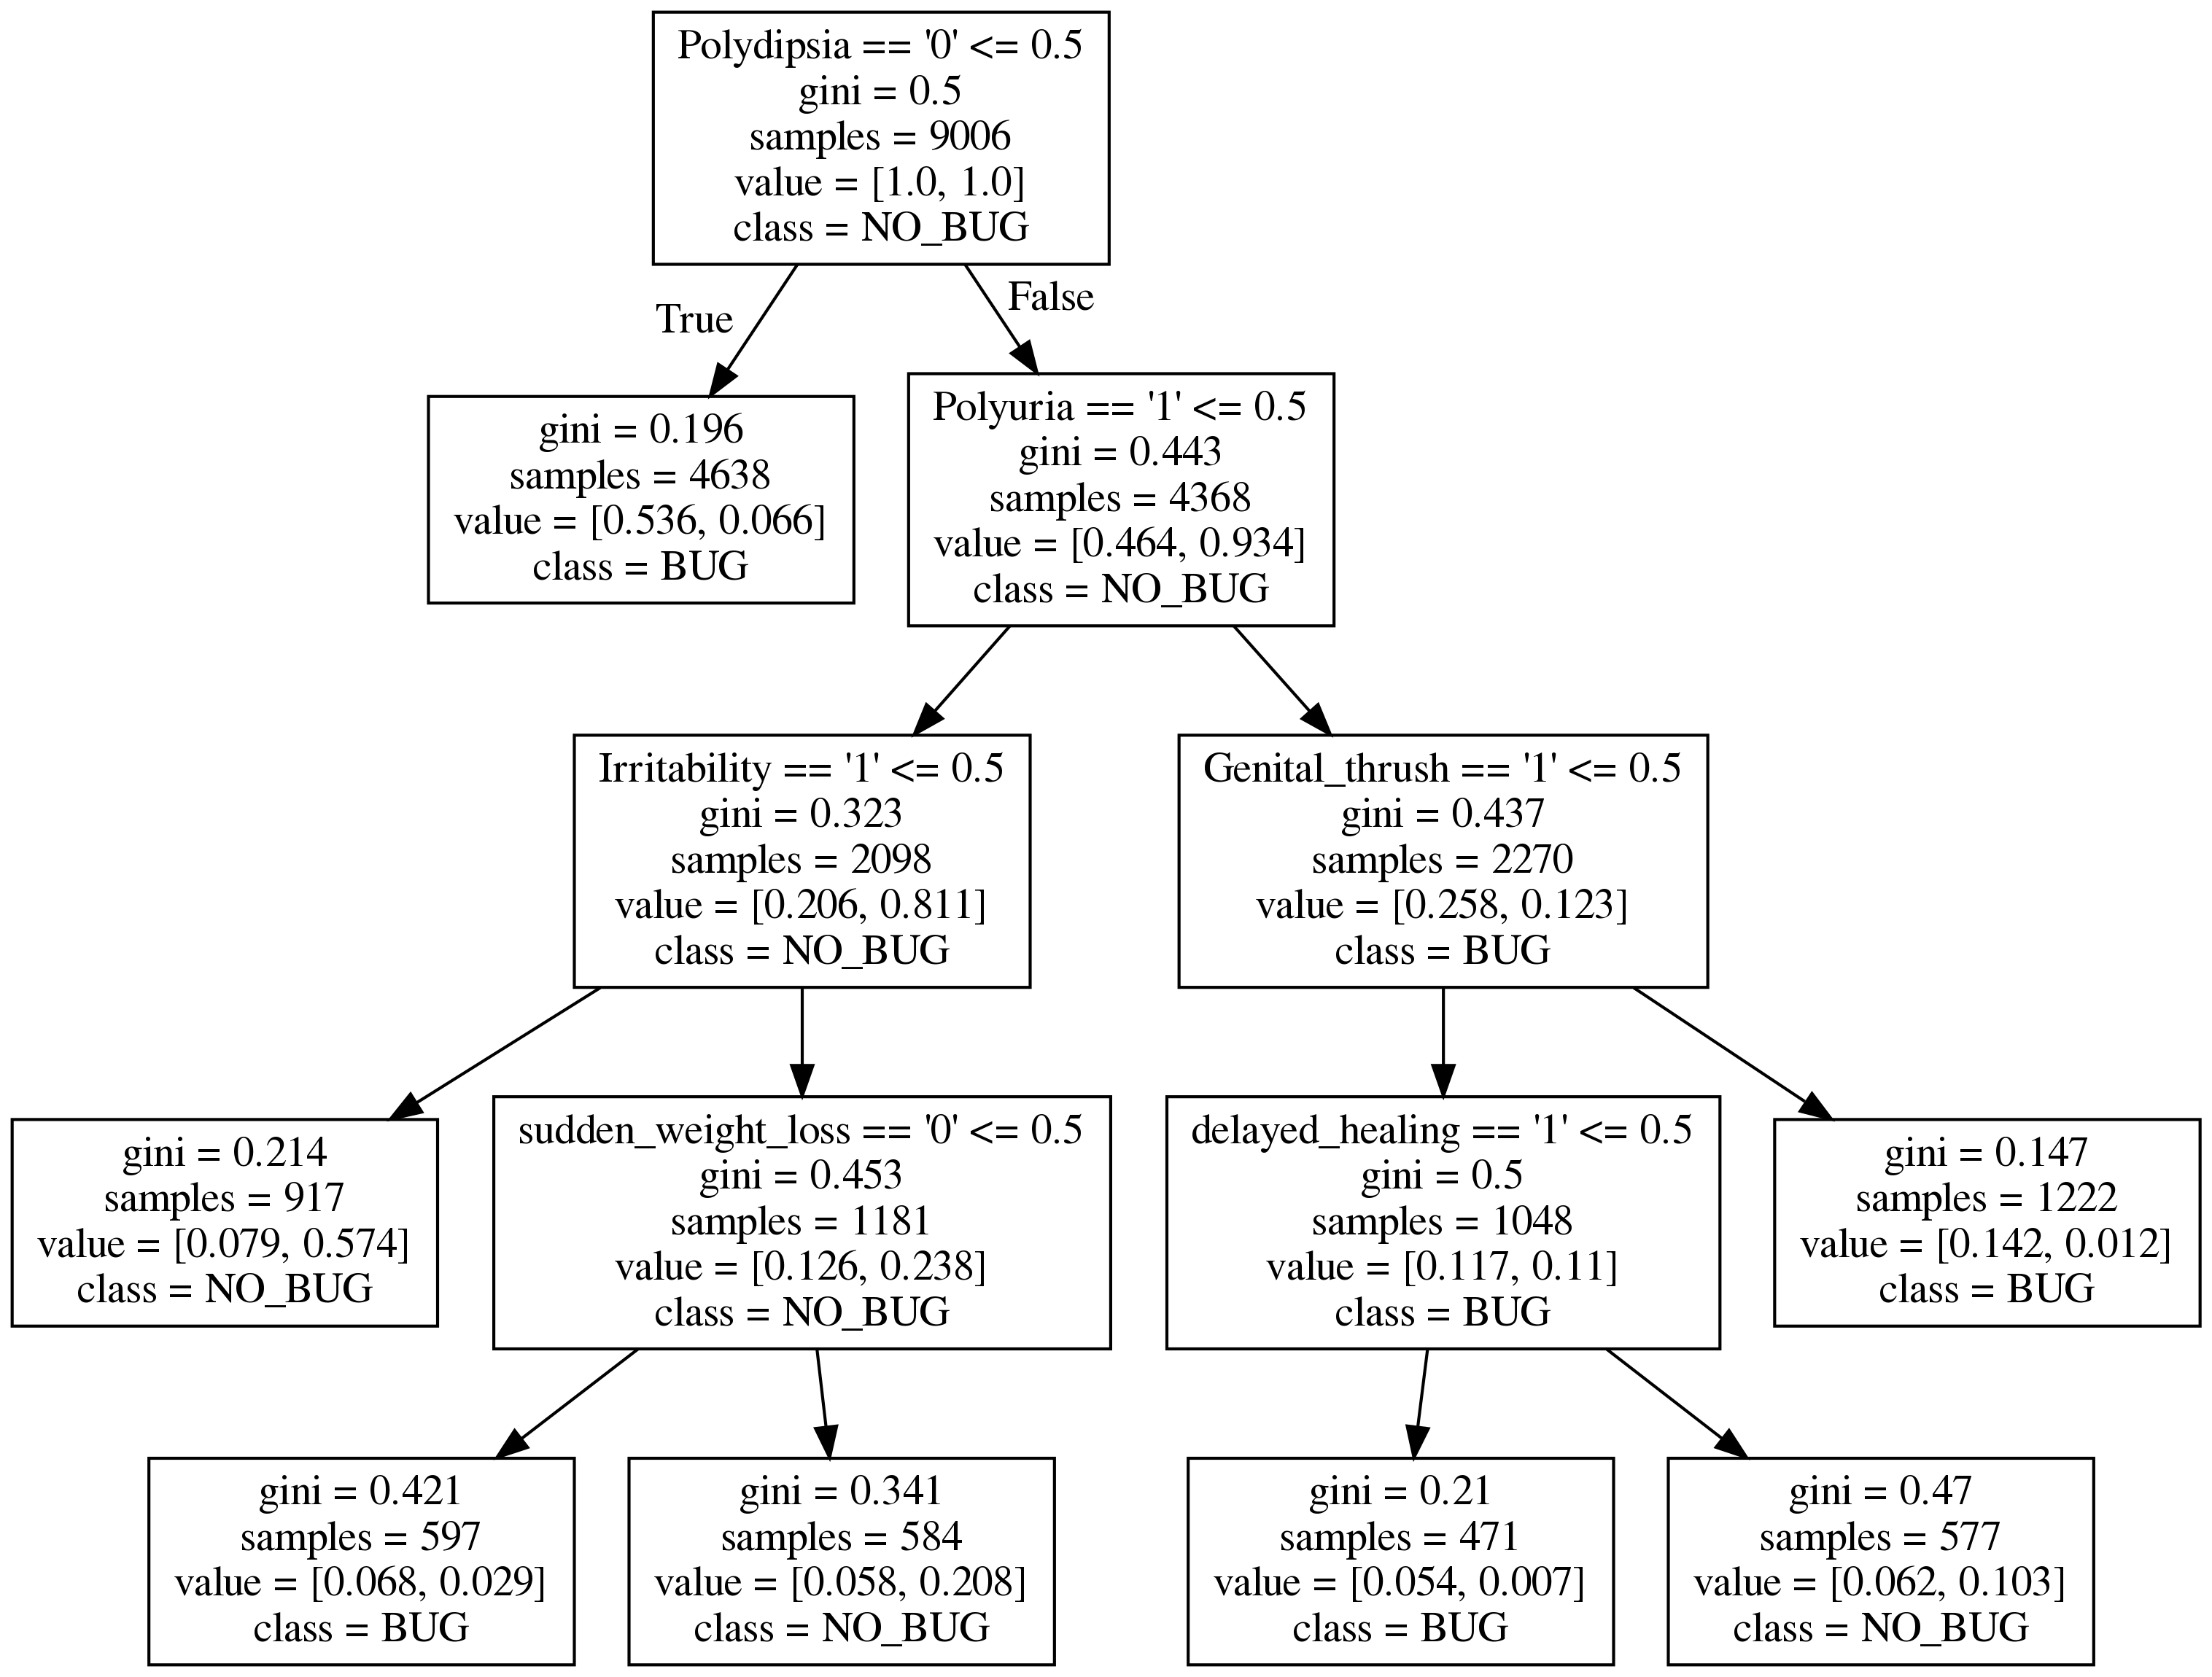 Polydipsia == '0' <= 0.5
gini = 0.5
samples = 9006
value = [1.0, 1.0]
class = NO_BUG
True
False
gini = 0.196
samples = 4638
value = [0.536, 0.066]
class = BUG
Polyuria == '1' <= 0.5
gini = 0.443
samples = 4368
value = [0.464, 0.934]
class = NO_BUG
Irritability == '1' <= 0.5
gini = 0.323
samples = 2098
value = [0.206, 0.811]
class = NO_BUG
Genital_thrush == '1' <= 0.5
gini = 0.437
samples = 2270
value = [0.258, 0.123]
class = BUG
gini = 0.214
samples = 917
value = [0.079, 0.574]
class = NO_BUG
sudden_weight_loss == '0' <= 0.5
gini = 0.453
samples = 1181
value = [0.126, 0.238]
class = NO_BUG
delayed_healing == '1' <= 0.5
gini = 0.5
samples = 1048
value = [0.117, 0.11]
class = BUG
gini = 0.147
samples = 1222
value = [0.142, 0.012]
class = BUG
gini = 0.421
samples = 597
value = [0.068, 0.029]
class = BUG
gini = 0.341
samples = 584
value = [0.058, 0.208]
class = NO_BUG
gini = 0.21
samples = 471
value = [0.054, 0.007]
class = BUG
gini = 0.47
samples = 577
value = [0.062, 0.103]
class = NO_BUG